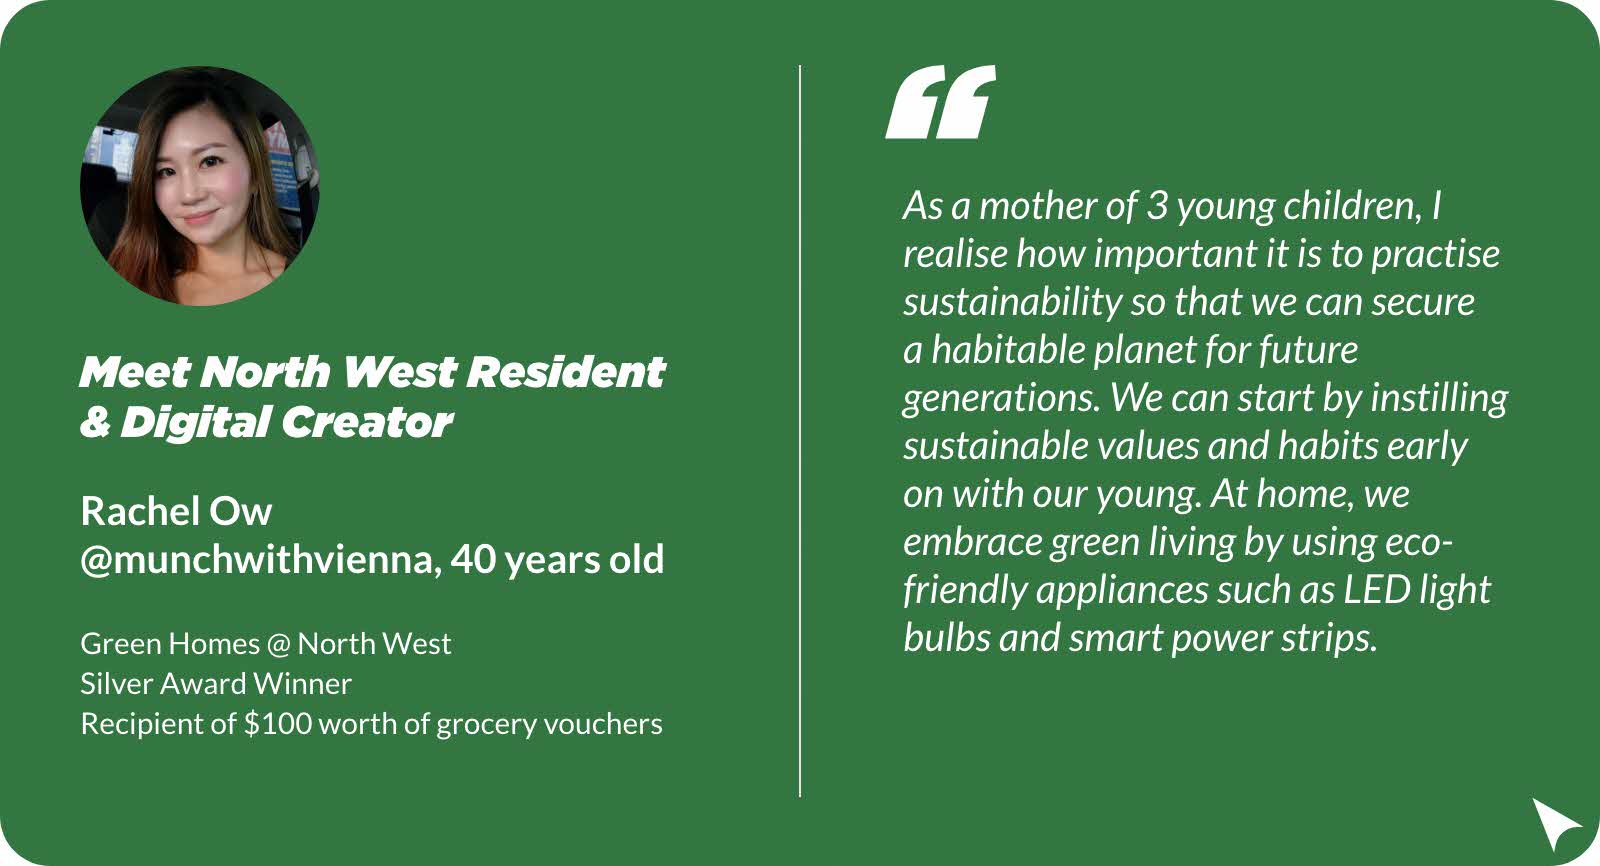 Meet North West Resident
& Digital Creator
Rachel Ow
@munchwithvienna, 40 years old
Green Homes @ North West
Silver Award Winner
Recipient of $100 worth of grocery vouchers
“
As a mother of 3 young children, I
realise how important it is to practise
sustainability so that we can secure
a habitable planet for future
generations. We can start by instilling
sustainable values and habits early
on with our young. At home, we
embrace green living by using eco-
friendly appliances such as LED light
bulbs and smart power strips.